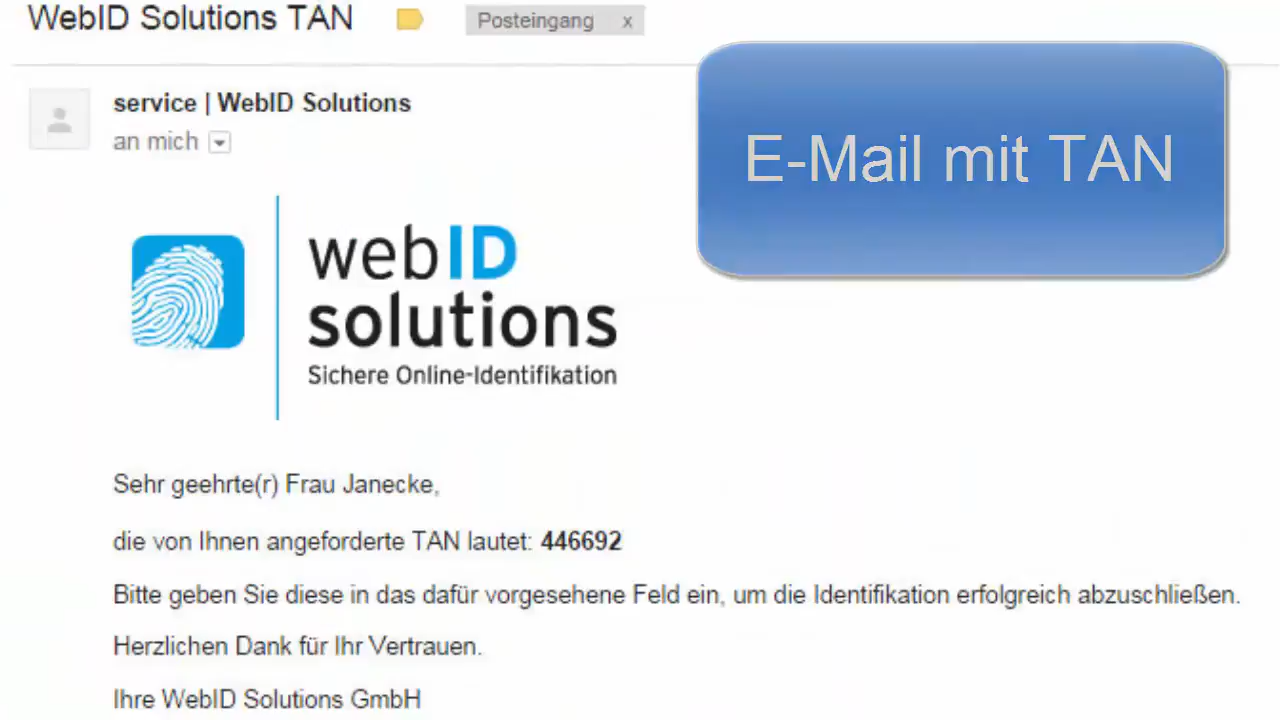 WebID Solutions TAN
Posteingang x
service | WebID Solutions
an mich
E-Mail mit TAN
webID
solutions
Sichere Online-Identifikation
Sehr geehrte(r) Frau Janecke,
die von Ihnen angeforderte TAN lautet: 446692
Bitte geben Sie diese in das dafür vorgesehene Feld ein, um die Identifikation erfolgreich abzuschließen.
Herzlichen Dank für Ihr Vertrauen.
Ihre WebID Solutions GmbH